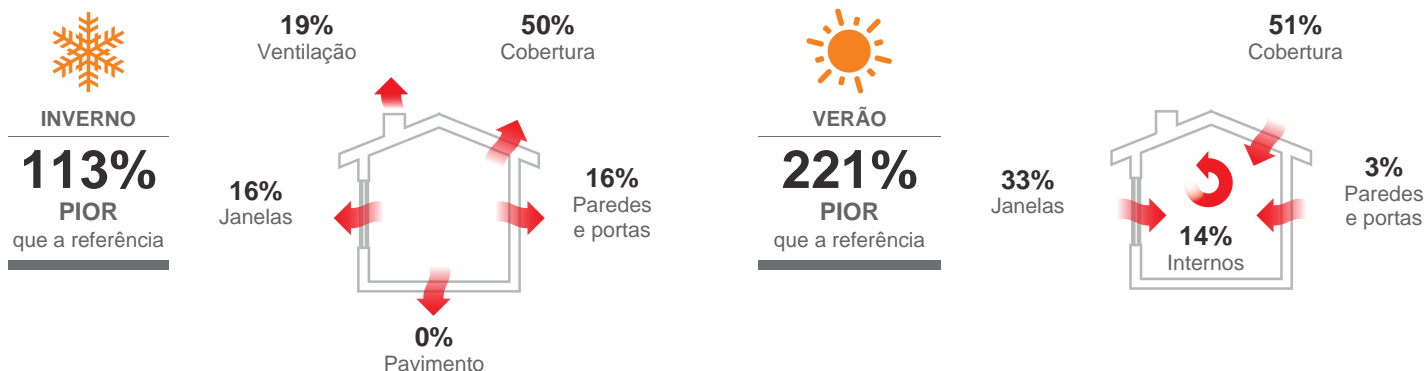 INVERNO
113%
PIOR
que a referência
19%
Ventilação
50%
Cobertura
16%
Janelas
16%
Paredes
e portas
0%
Pavimento
VERÃO
221%
PIOR
que a referência
51%
Cobertura
33%
Janelas
3%
Paredes
e portas
14%
Internos